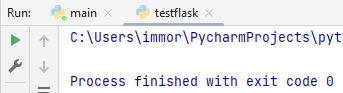 Run: main testflask
C:\Users\immor\PycharmProjects\pyt
Process finished with exit code 0